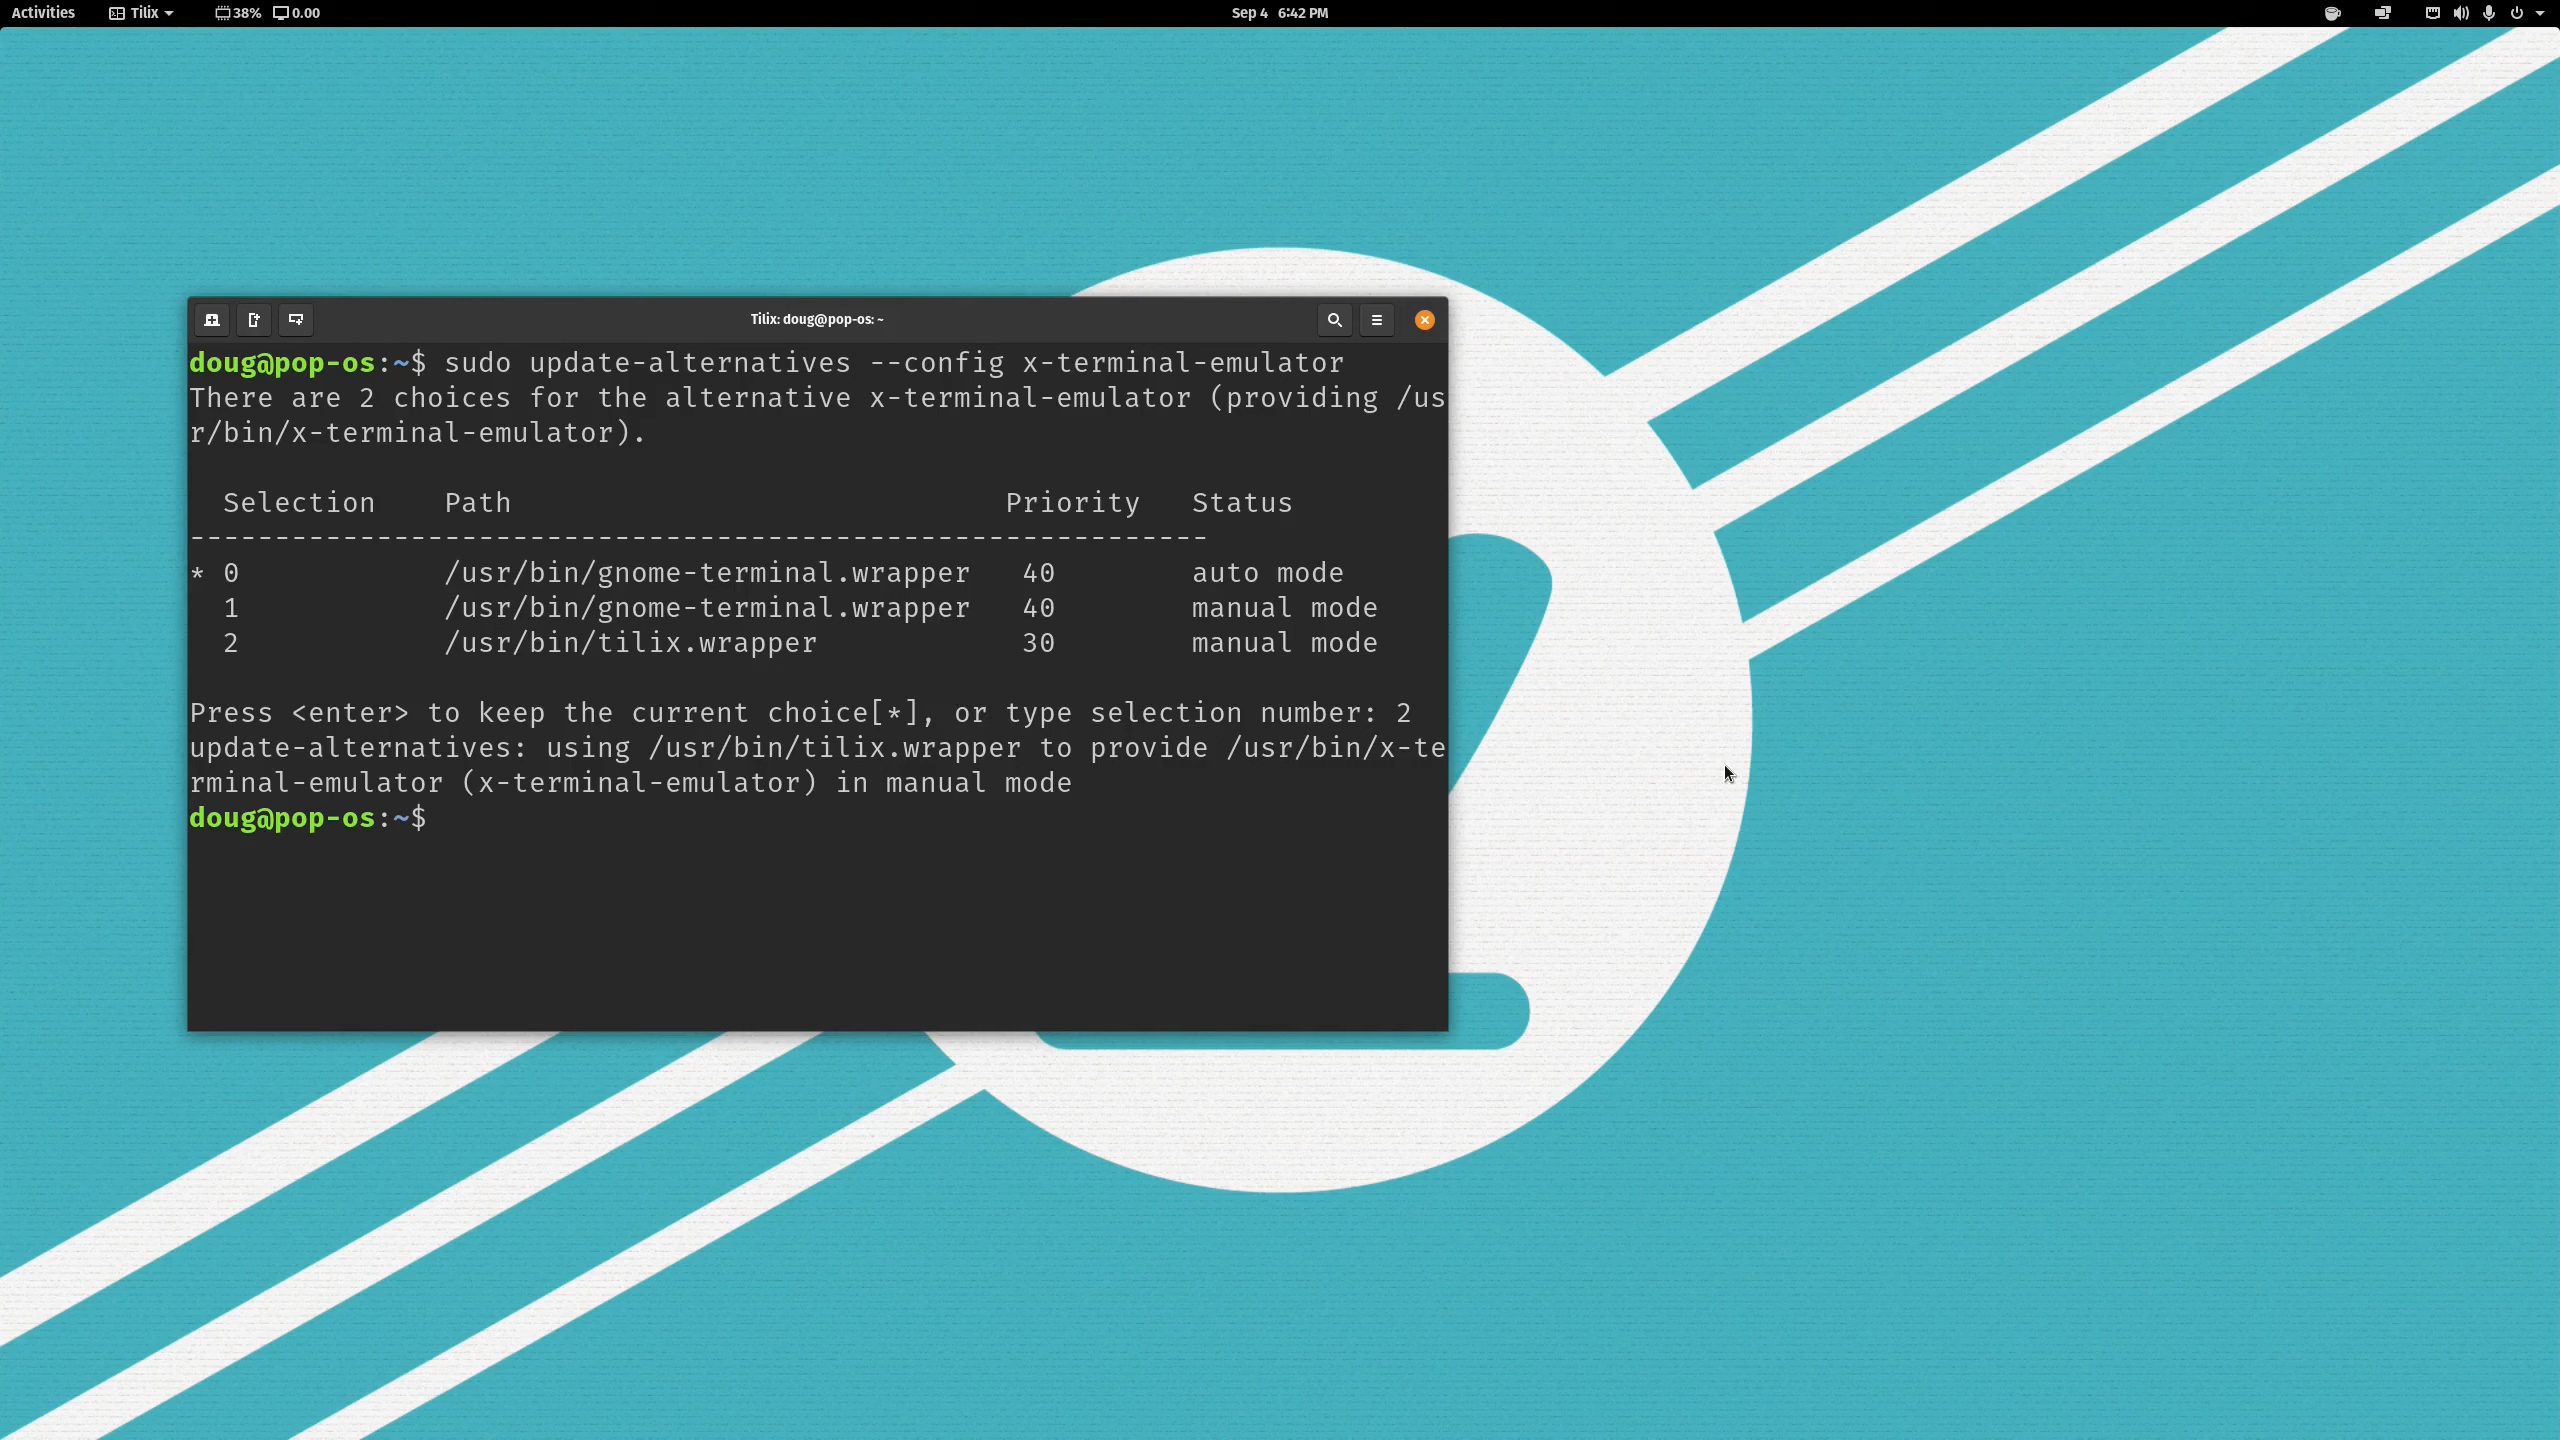 Activities Tilix 38% 0.00 Sep 4 6:42 PM
Tilix: doug@pop-os: ~
doug@pop-os:~$ sudo update-alternatives --config x-terminal-emulator
There are 2 choices for the alternative x-terminal-emulator (providing /us
r/bin/x-terminal-emulator).
  Selection    Path                             Priority   Status
------------------------------------------------------------
* 0            /usr/bin/gnome-terminal.wrapper   40        auto mode
  1            /usr/bin/gnome-terminal.wrapper   40        manual mode
  2            /usr/bin/tilix.wrapper            30        manual mode
Press <enter> to keep the current choice[*], or type selection number: 2
update-alternatives: using /usr/bin/tilix.wrapper to provide /usr/bin/x-te
rminal-emulator (x-terminal-emulator) in manual mode
doug@pop-os:~$